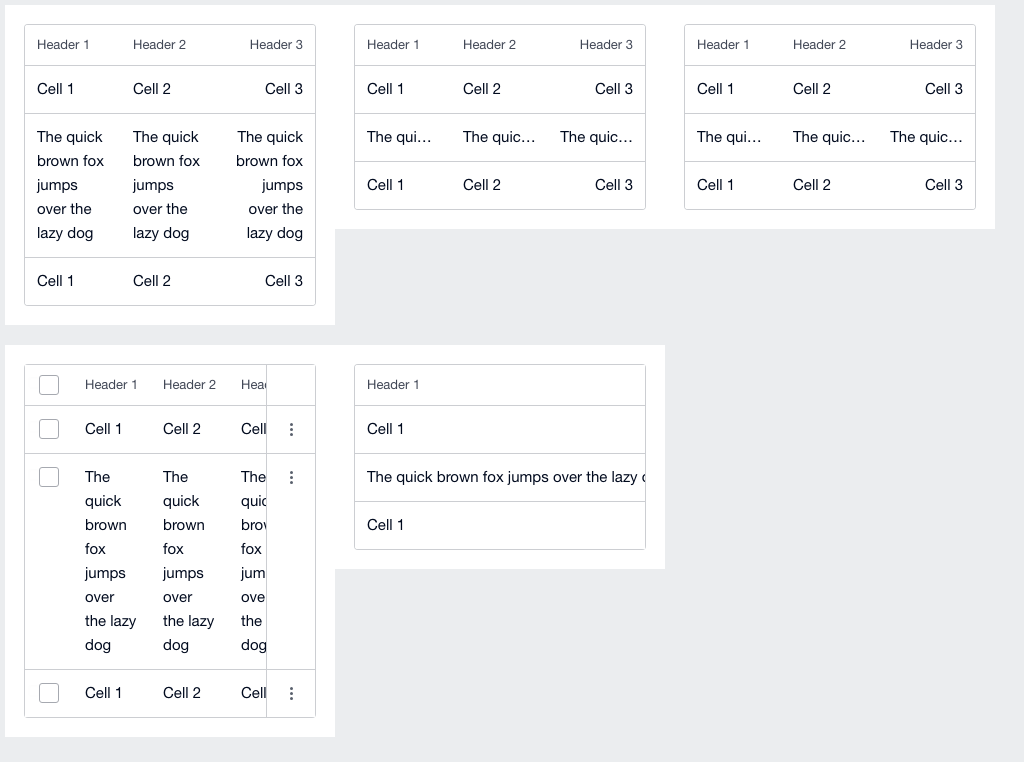 Header 1 Header 2 Header 3
Cell 1 Cell 2 Cell 3
The quick The quick The quick
brown fox brown fox brown fox
jumps jumps jumps
over the over the over the
lazy dog lazy dog lazy dog
Cell 1 Cell 2 Cell 3
Header 1 Header 2 Header 3
Cell 1 Cell 2 Cell 3
The qui... The quic... The quic...
Cell 1 Cell 2 Cell 3
Header 1 Header 2 Header 3
Cell 1 Cell 2 Cell 3
The qui... The quic... The quic...
Cell 1 Cell 2 Cell 3
Header 1 Header 2 Head
Cell 1 Cell 2 Cell
The The The
quick quick quic
brown brown brow
fox fox fox
jumps jumps jum
over over ove
the lazy the lazy the
dog dog dog
Cell 1 Cell 2 Cell
Header 1
Cell 1
The quick brown fox jumps over the lazy
Cell 1